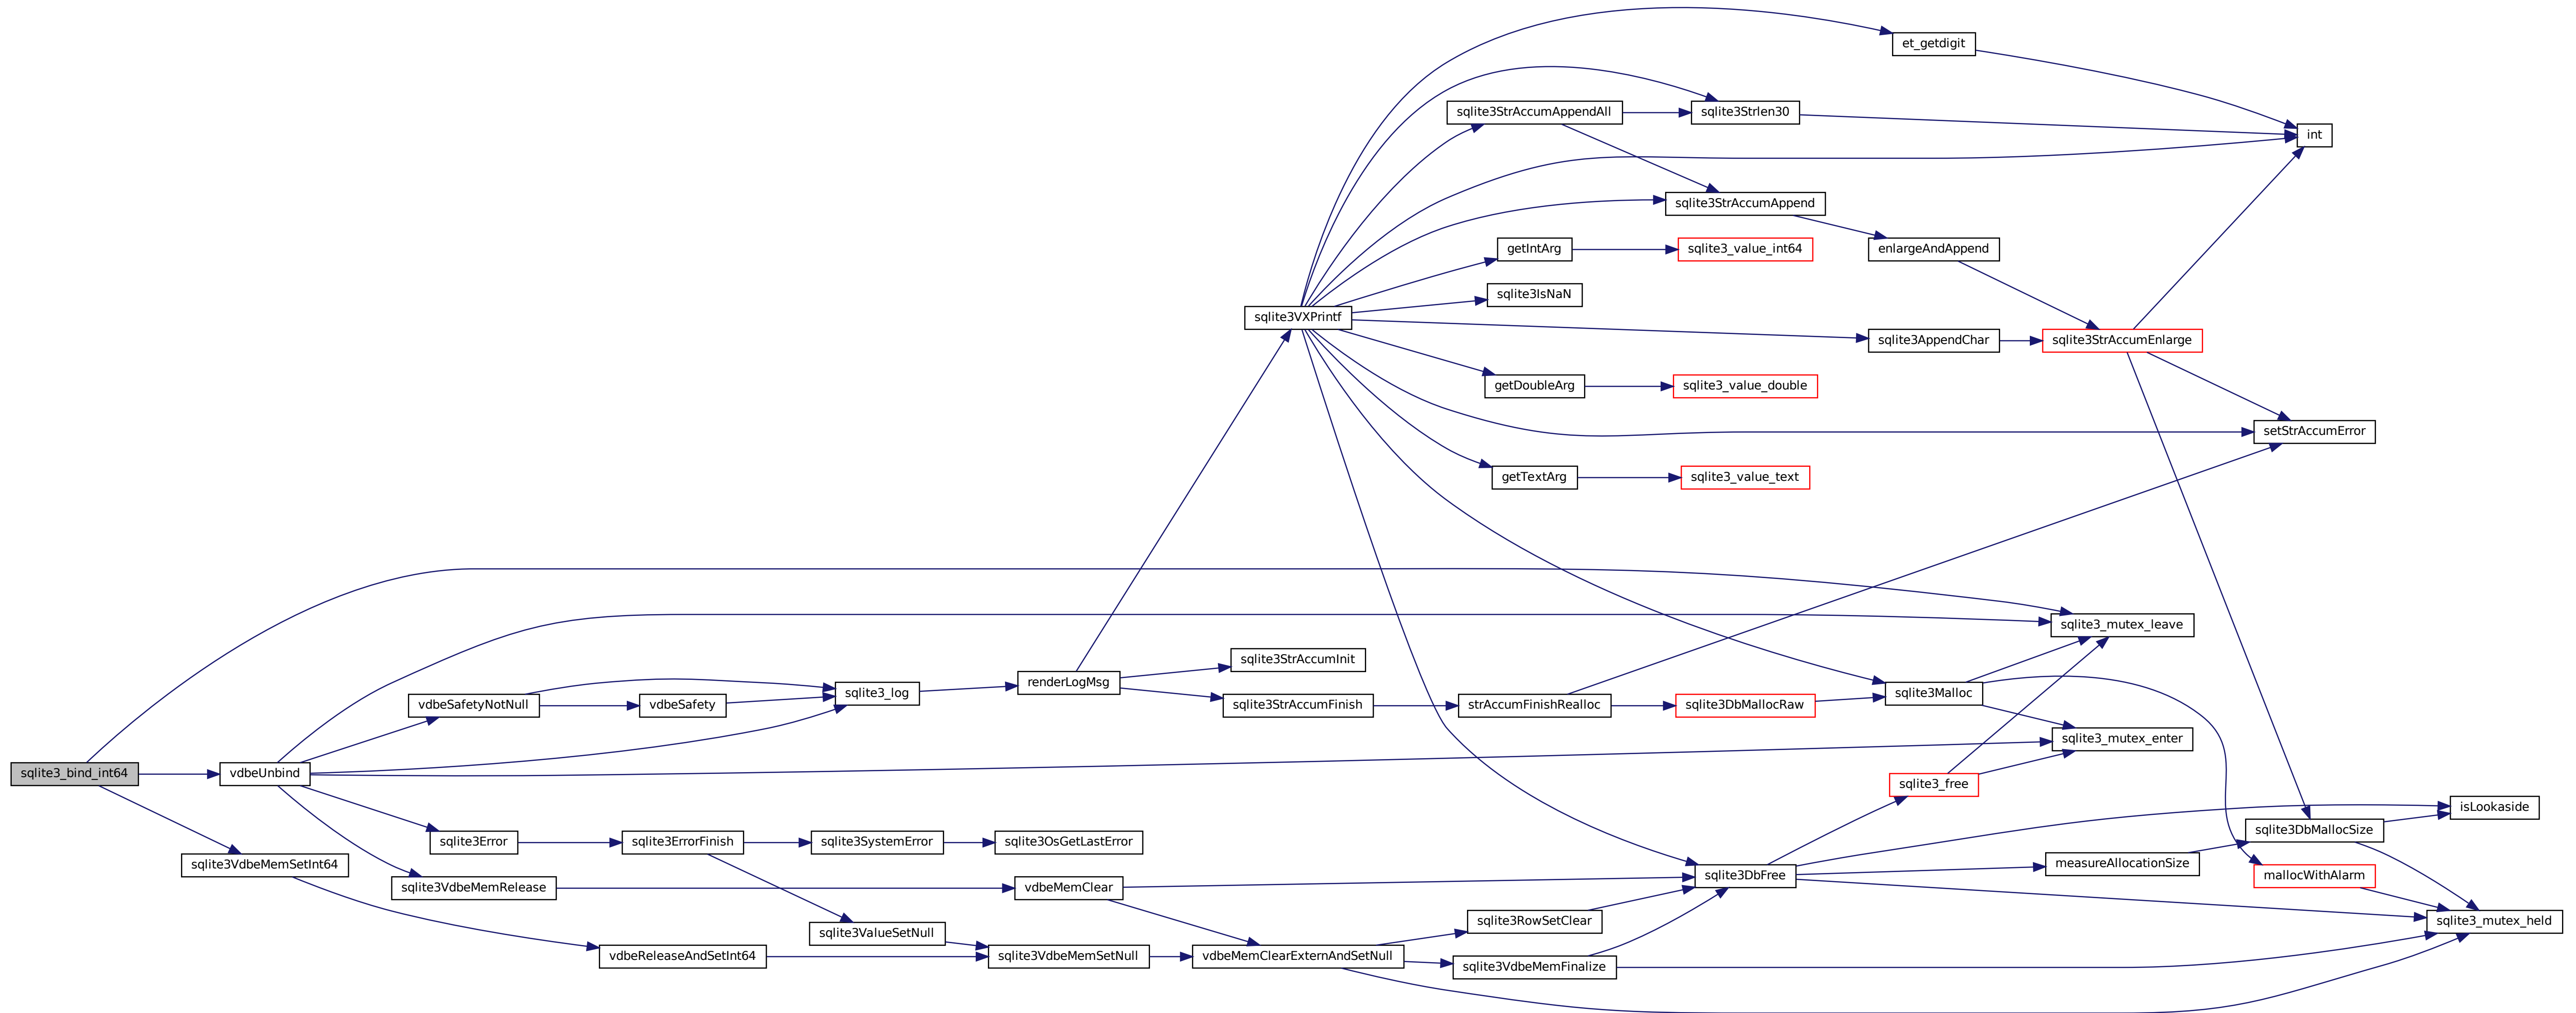 et_getdigit
sqlite3StrAccumAppendAll
sqlite3Strlen30
int
sqlite3StrAccumAppend
getIntArg
sqlite3_value_int64
enlargeAndAppend
sqlite3IsNaN
sqlite3VXPrintf
sqlite3AppendChar
sqlite3StrAccumEnlarge
getDoubleArg
sqlite3_value_double
setStrAccumError
getTextArg
sqlite3_value_text
sqlite3_mutex_leave
sqlite3StrAccumInit
renderLogMsg
sqlite3_log
sqlite3Malloc
vdbeSafetyNotNull
vdbeSafety
sqlite3StrAccumFinish
strAccumFinishRealloc
sqlite3DbMallocRaw
sqlite3_mutex_enter
sqlite3_bind_int64
vdbeUnbind
sqlite3_free
isLookaside
sqlite3DbMallocSize
sqlite3Error
sqlite3ErrorFinish
sqlite3SystemError
sqlite3OsGetLastError
sqlite3VdbeMemSetInt64
measureAllocationSize
sqlite3DbFree
mallocWithAlarm
sqlite3VdbeMemRelease
vdbeMemClear
sqlite3RowSetClear
sqlite3_mutex_held
sqlite3ValueSetNull
vdbeReleaseAndSetInt64
sqlite3VdbeMemSetNull
vdbeMemClearExternAndSetNull
sqlite3VdbeMemFinalize